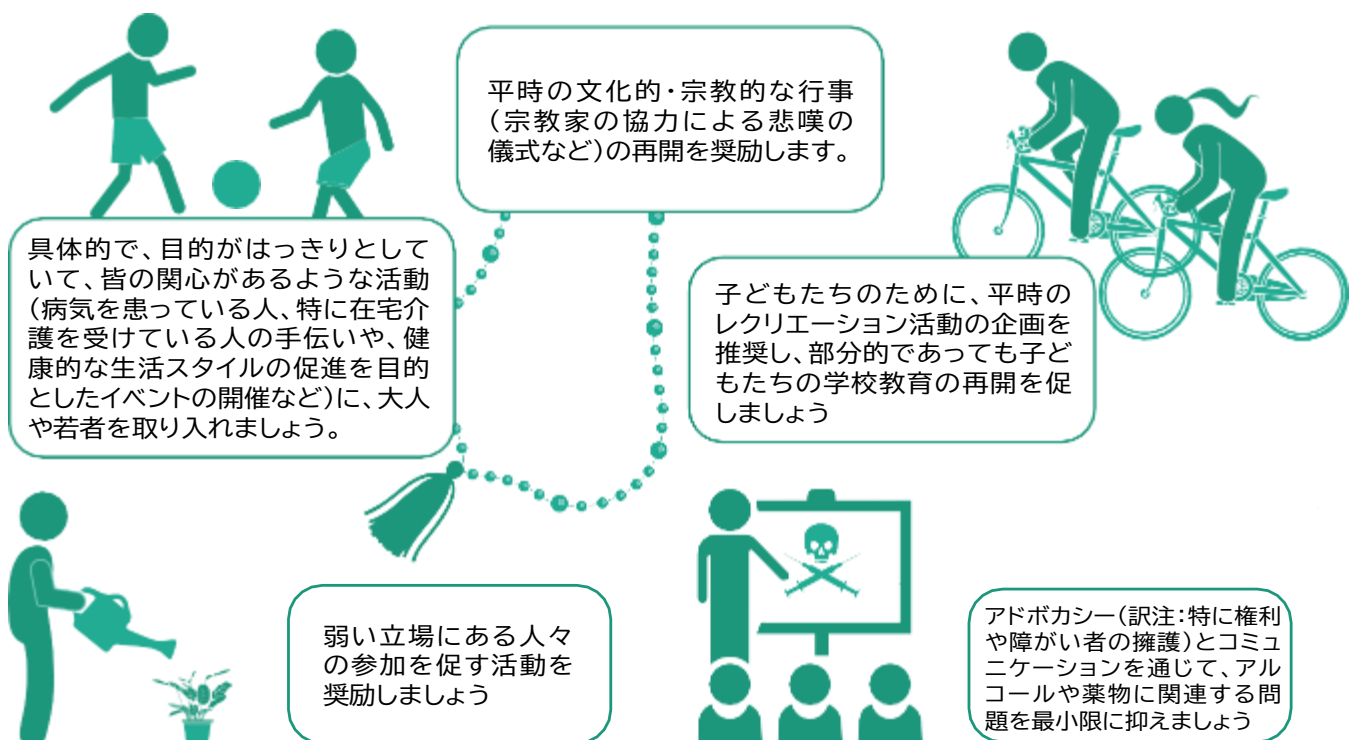 平時の文化的・宗教的な行事
(宗教家の協力による悲嘆の
儀式など)の再開を奨励します。
具体的で、目的がはっきりとして
いて、皆の関心があるような活動
(病気を患っている人、特に在宅介
護を受けている人の手伝いや、健
康的な生活スタイルの促進を目的
としたイベントの開催など)に、大人
や若者を取り入れましょう。
子どもたちのために、平時の
レクリエーション活動の企画を
推奨し、部分的であっても子ど
もたちの学校教育の再開を促
しましょう
弱い立場にある人々
の参加を促す活動を
奨励しましょう
アドボカシー(訳注:特に権利
や障がい者の擁護)とコミュ
ニケーションを通じて、アル
コールや薬物に関連する問
題を最小限に抑えましょう